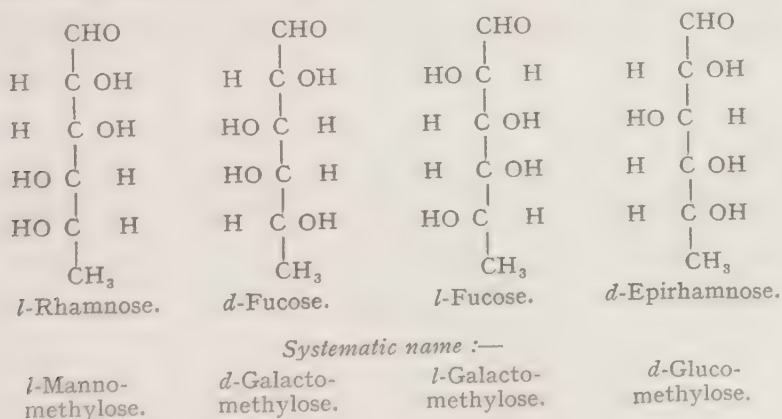 CHO CHO CHO CHO
H C OH H C OH HO C H H C OH
H C OH HO C H H C OH HO C H
HO C H HO C H H C OH H C OH
HO C H H C OH HO C H H C OH
CH₃ CH₃ CH₃ CH₃
l-Rhamnose. d-Fucose. l-Fucose. d-Epirhamnose.
Systematic name :—
l-Manno- d-Galacto- l-Galacto- d-Gluco-
methylose. methylose. methylose. methylose.